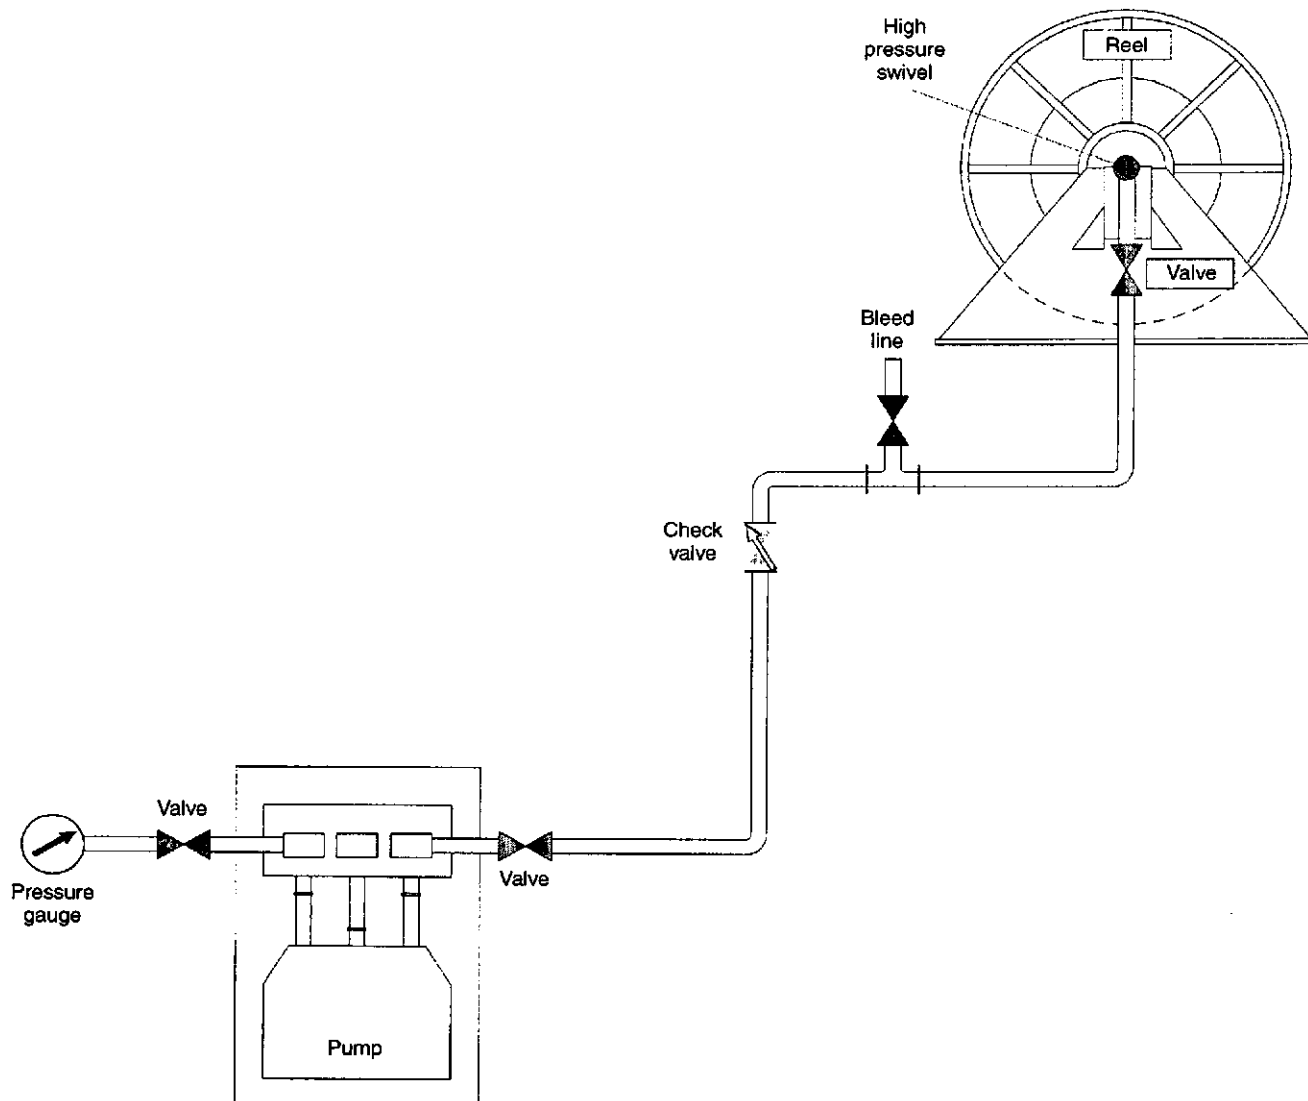 High
pressure
swivel
Reel
Valve
Bleed
line
Check
valve
Valve
Valve
Pressure
gauge
Pump